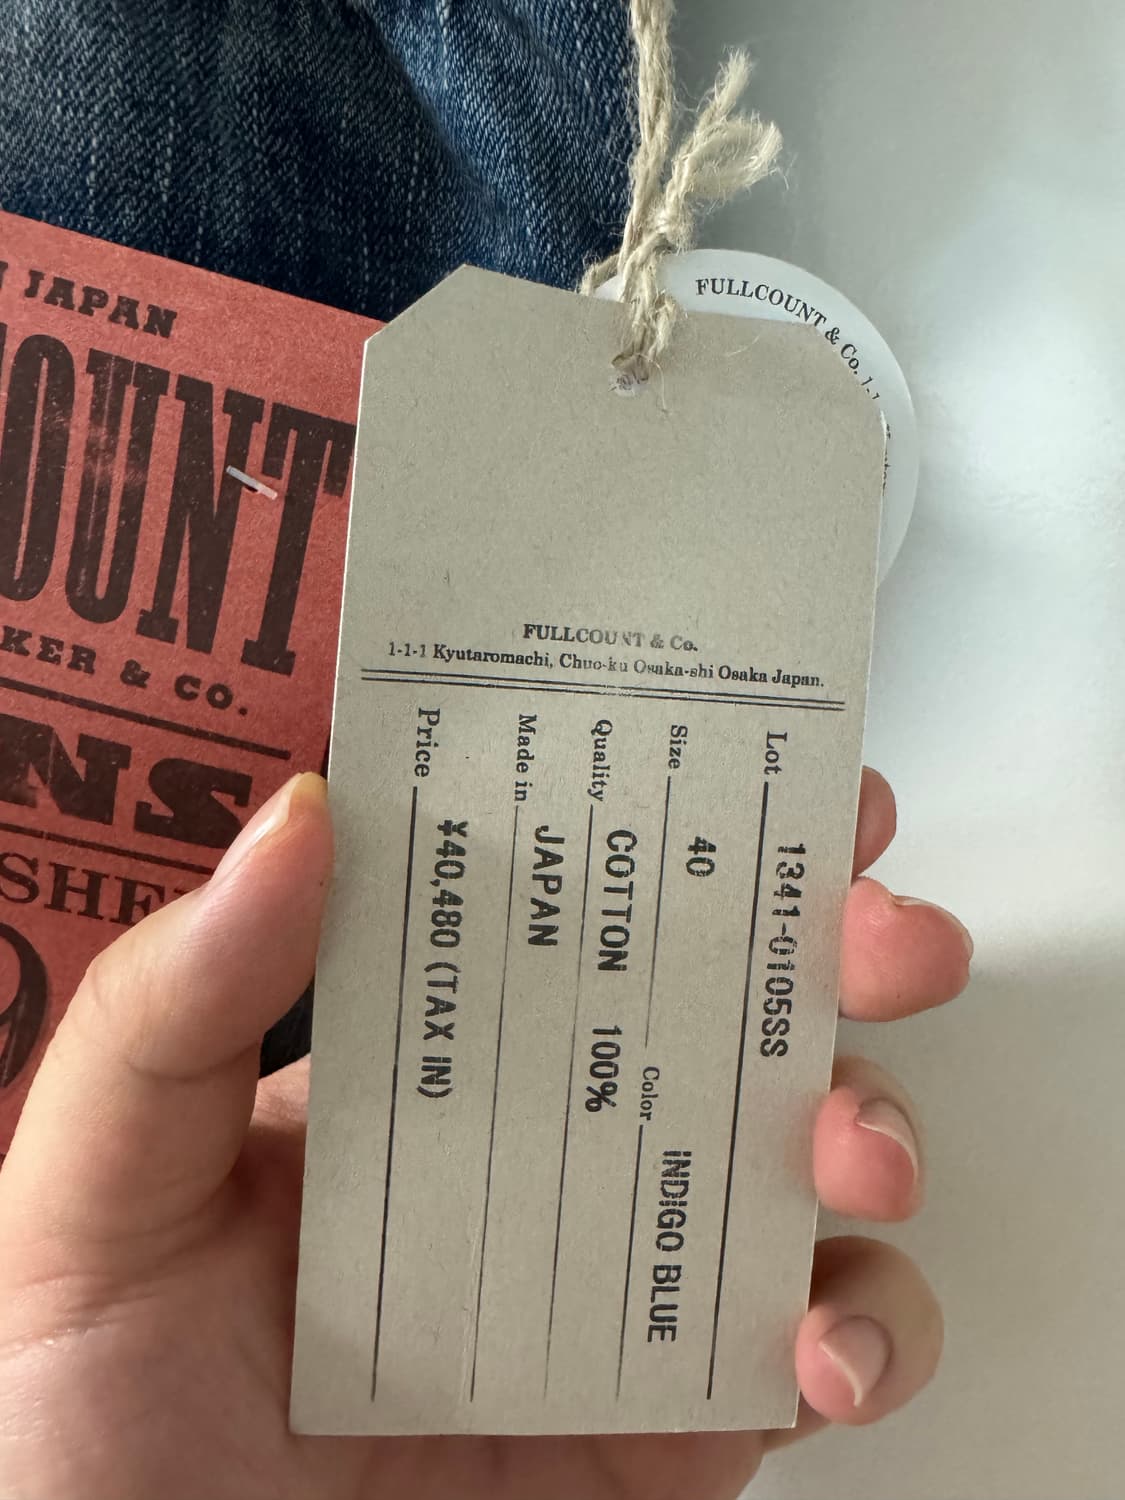 JAPAN
OUNT
KER & CO.
NS
9
FULLCOUNT & Co.
FULLCOUNT & Co.
1-1-1 Kyutaromachi, Chuo-ku Osaka-shi Osaka Japan.
Lot 1341-0105SS
Size 40 Color INDIGO BLUE
Quality COTTON 100%
Made in JAPAN
Price ¥40,480 (TAX IN)